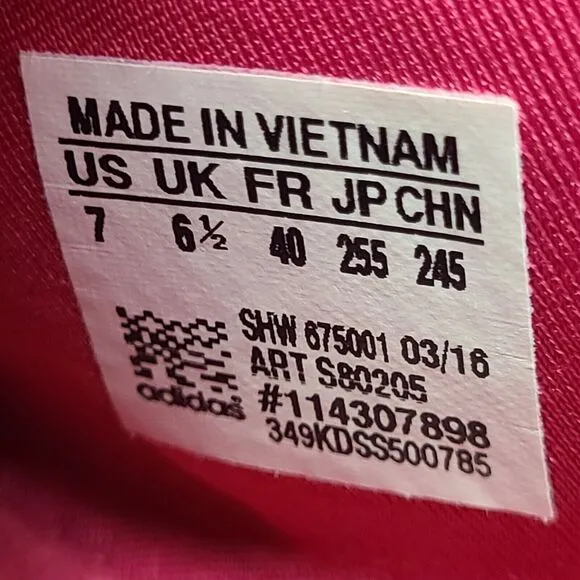 MADE IN VIETNAM
US UK FR JP CHN
7 6½ 40 255 245
SHW 675001 03/16
ART S80205
#114307898
349KDSS500785
adidas